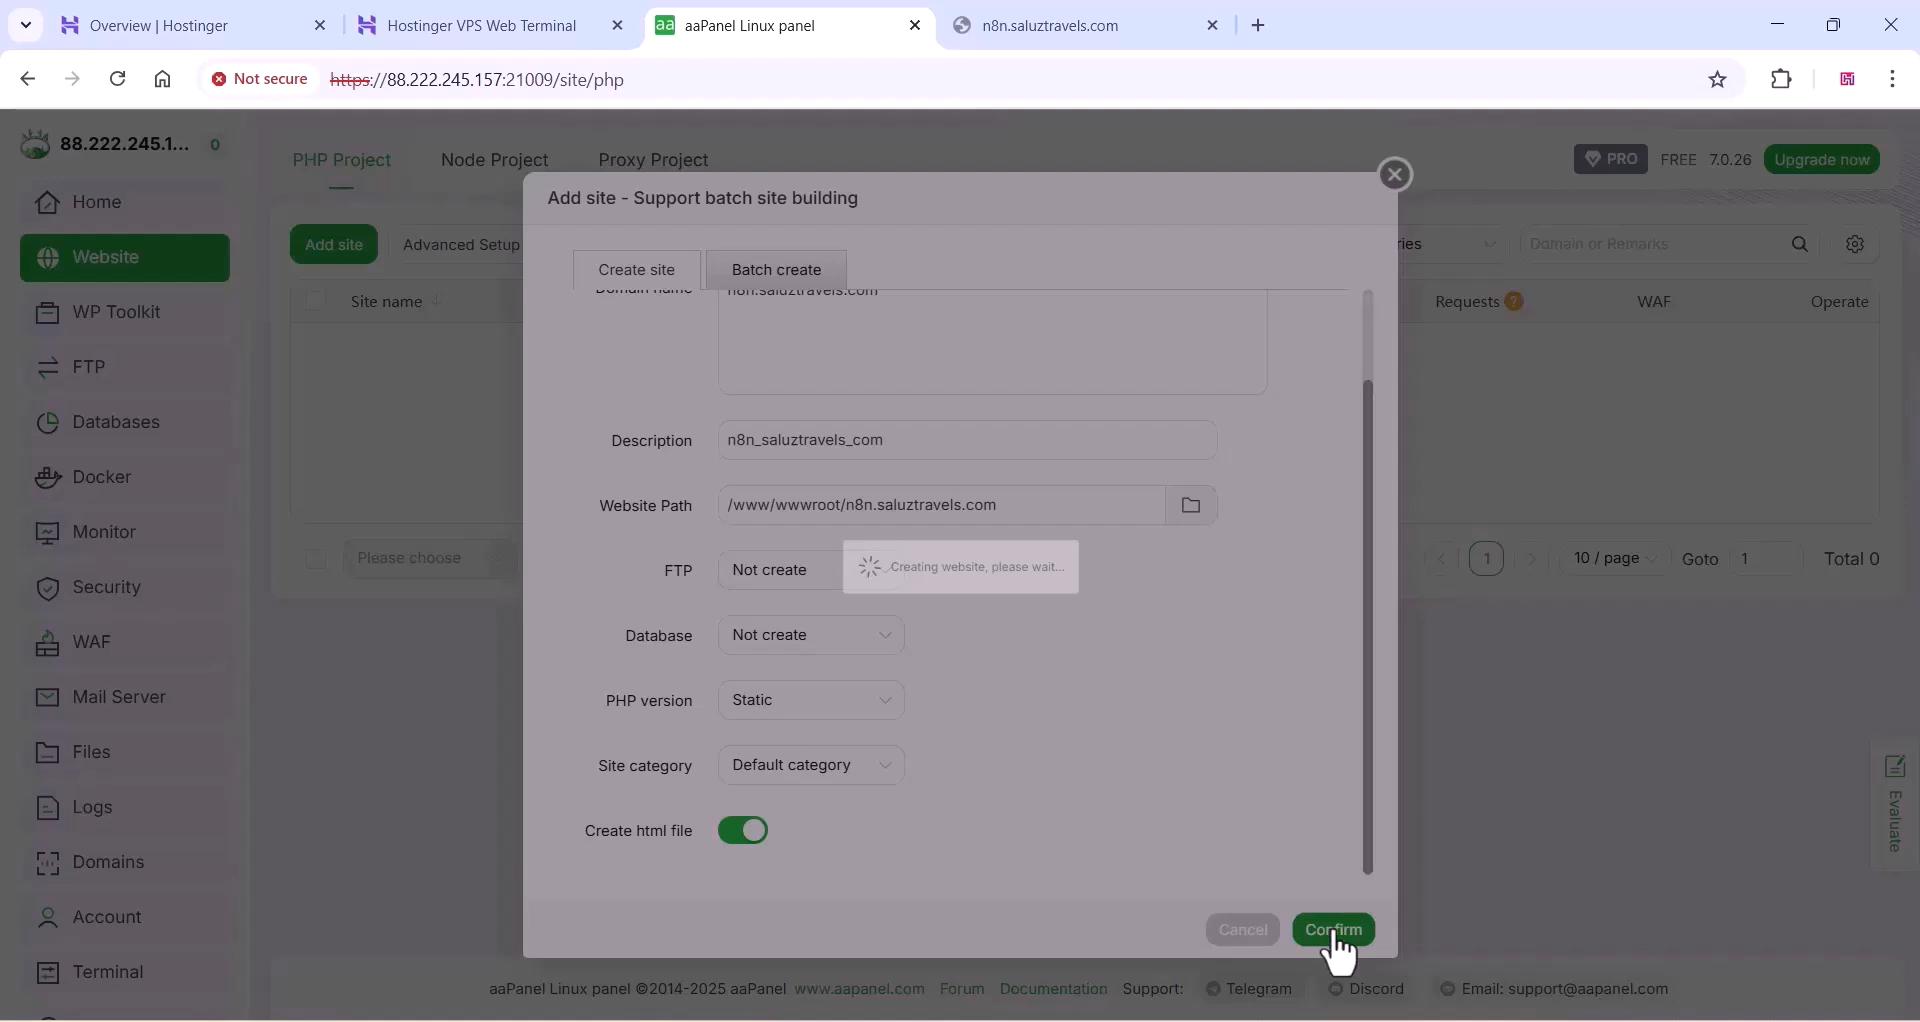 Overview | Hostinger
Hostinger VPS Web Terminal
aa aaPanel Linux panel
n8n.saluztravels.com
Not secure
https://88.222.245.157:21009/site/php
88.222.245.1... 0
PHP Project
Node Project
Proxy Project
PRO
FREE 7.0.26
Upgrade now
Home
Website
WP Toolkit
FTP
Databases
Docker
Monitor
Security
WAF
Mail Server
Files
Logs
Domains
Account
Terminal
Add site
Advanced Setup
Domain or Remarks
Site name
Requests ?
WAF
Operate
Please choose
1
10 / page
Goto 1
Total 0
Add site - Support batch site building
Create site
Batch create
Domain name n8n.saluztravels.com
Description n8n_saluztravels_com
Website Path /www/wwwroot/n8n.saluztravels.com
FTP Not create
Creating website, please wait...
Database Not create
PHP version Static
Site category Default category
Create html file
Cancel
Confirm
Evaluate
aaPanel Linux panel ©2014-2025 aaPanel www.aapanel.com Forum Documentation Support: Telegram Discord Email: support@aapanel.com